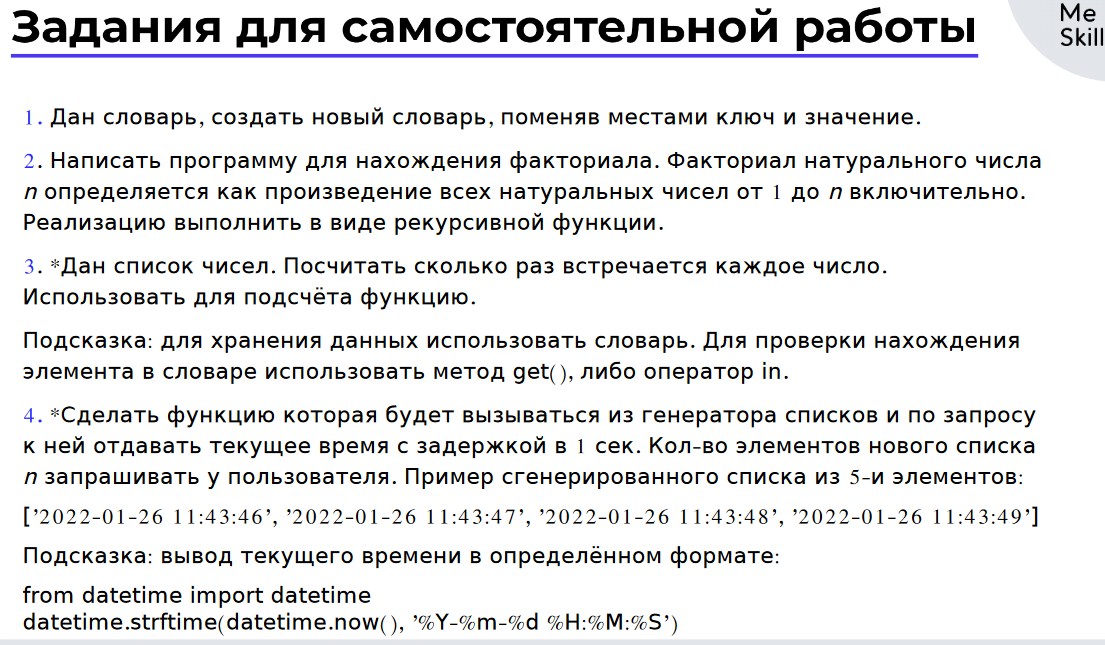 Задания для самостоятельной работы
Me
Skill
1. Дан словарь, создать новый словарь, поменяв местами ключ и значение.
2. Написать программу для нахождения факториала. Факториал натурального числа
n определяется как произведение всех натуральных чисел от 1 до n включительно.
Реализацию выполнить в виде рекурсивной функции.
3. *Дан список чисел. Посчитать сколько раз встречается каждое число.
Использовать для подсчёта функцию.
Подсказка: для хранения данных использовать словарь. Для проверки нахождения
элемента в словаре использовать метод get(), либо оператор in.
4. *Сделать функцию которая будет вызываться из генератора списков и по запросу
к ней отдавать текущее время с задержкой в 1 сек. Кол-во элементов нового списка
n запрашивать у пользователя. Пример сгенерированного списка из 5-и элементов:
[’2022-01-26 11:43:46’, ’2022-01-26 11:43:47’, ’2022-01-26 11:43:48’, ’2022-01-26 11:43:49’]
Подсказка: вывод текущего времени в определённом формате:
from datetime import datetime
datetime.strftime(datetime.now(), ’%Y-%m-%d %H:%M:%S’)